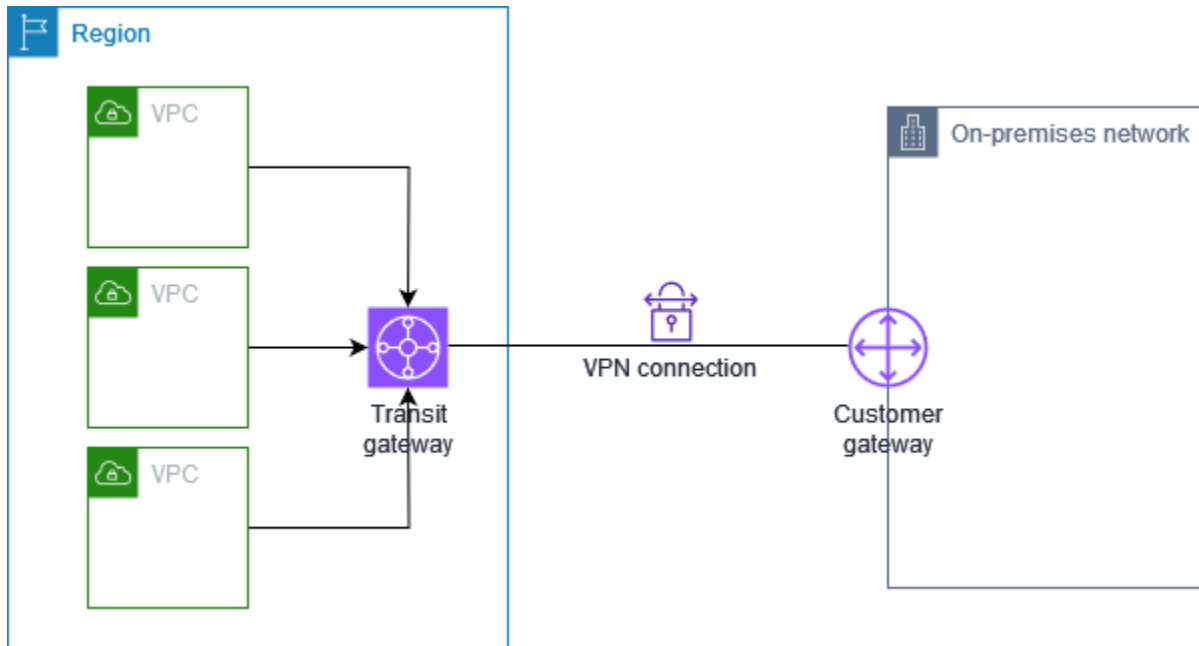 Region
VPC
VPC
VPC
Transit
gateway
VPN connection
Customer
gateway
On-premises network